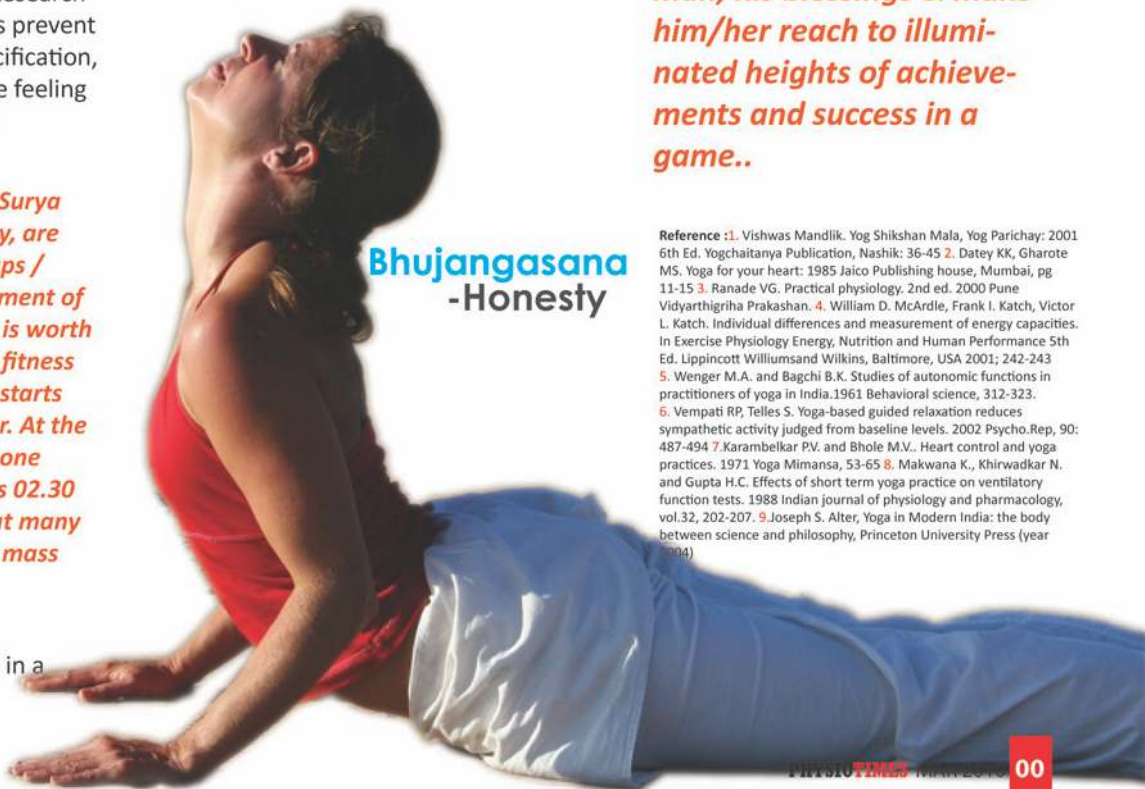 esearch
s prevent
cification,
e feeling
Surya
y, are
ps /
ment of
is worth
fitness
starts
r. At the
one
s 02.30
at many
mass
in a
him/her reach to illumi-
nated heights of achieve-
ments and success in a
game..
Bhujangasana
-Honesty
Reference :1. Vishwas Mandlik. Yog Shikshan Mala, Yog Parichay: 2001
6th Ed. Yogchaitanya Publication, Nashik: 36-45 2. Datey KK, Gharote
MS. Yoga for your heart: 1985 Jaico Publishing house, Mumbai, pg
11-15 3. Ranade VG. Practical physiology. 2nd ed. 2000 Pune
Vidyarthigriha Prakashan. 4. William D. McArdle, Frank I. Katch, Victor
L. Katch. Individual differences and measurement of energy capacities.
In Exercise Physiology Energy, Nutrition and Human Performance 5th
Ed. Lippincott Williumsand Wilkins, Baltimore, USA 2001; 242-243
5. Wenger M.A. and Bagchi B.K. Studies of autonomic functions in
practitioners of yoga in India.1961 Behavioral science, 312-323.
6. Vempati RP, Telles S. Yoga-based guided relaxation reduces
sympathetic activity judged from baseline levels. 2002 Psycho.Rep, 90:
487-494 7.Karambelkar P.V. and Bhole M.V.. Heart control and yoga
practices. 1971 Yoga Mimansa, 53-65 8. Makwana K., Khirwadkar N.
and Gupta H.C. Effects of short term yoga practice on ventilatory
function tests. 1988 Indian journal of physiology and pharmacology,
vol.32, 202-207. 9.Joseph S. Alter, Yoga in Modern India: the body
between science and philosophy, Princeton University Press (year
004)
PHYSIOTIMES 00